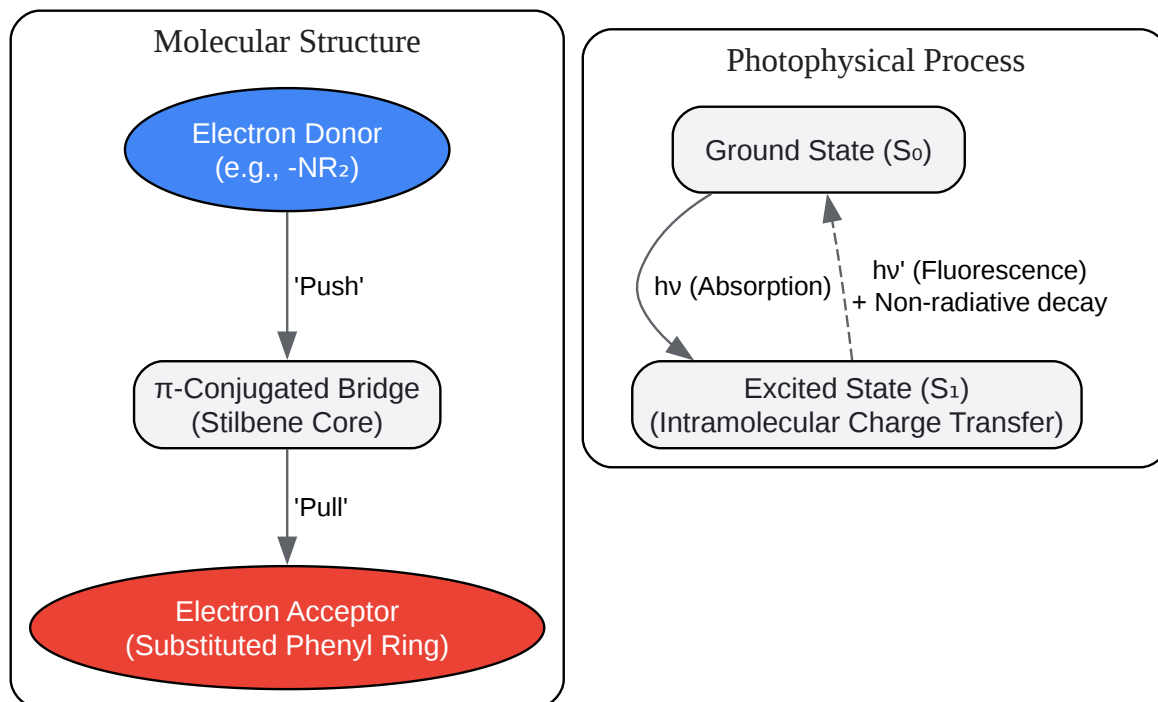 Molecular Structure
Electron Donor
(e.g., -NR₂)
'Push'
π-Conjugated Bridge
(Stilbene Core)
'Pull'
Electron Acceptor
(Substituted Phenyl Ring)
Photophysical Process
Ground State (S₀)
hν (Absorption)
hν' (Fluorescence)
+ Non-radiative decay
Excited State (S₁)
(Intramolecular Charge Transfer)